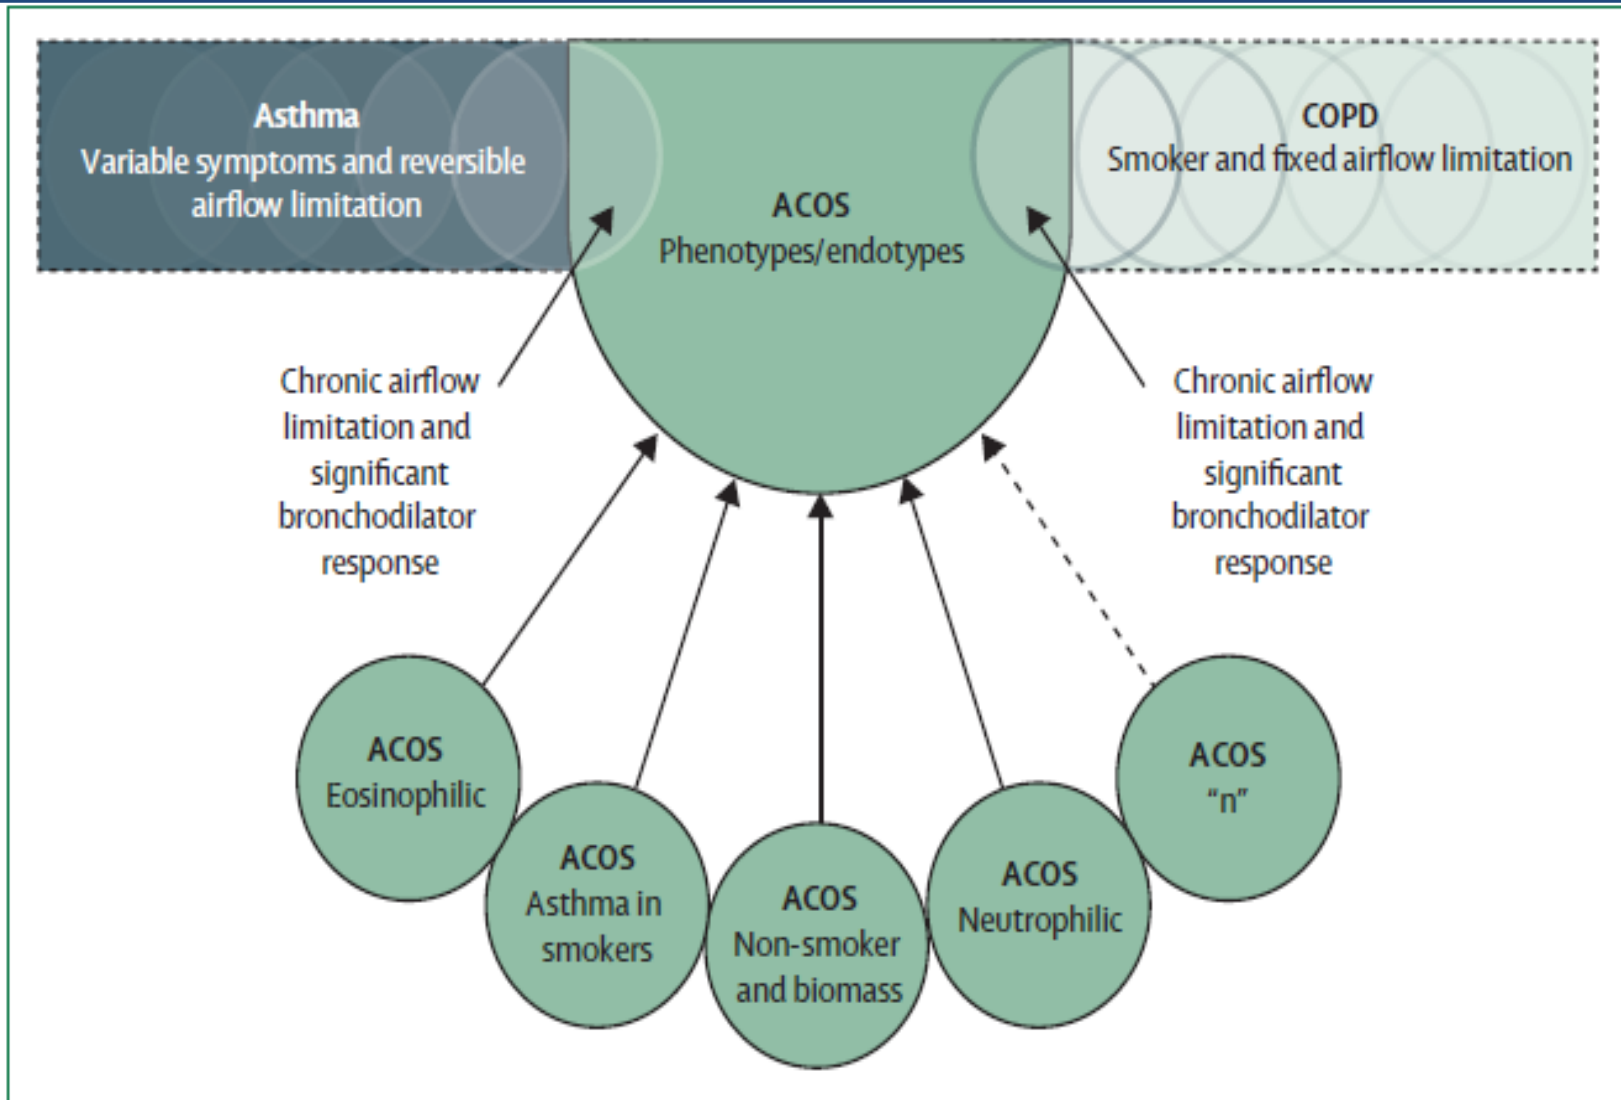 Asthma
Variable symptoms and reversible
airflow limitation
ACOS
Phenotypes/endotypes
COPD
Smoker and fixed airflow limitation
Chronic airflow
limitation and
significant
bronchodilator
response
Chronic airflow
limitation and
significant
bronchodilator
response
ACOS
Eosinophilic
ACOS
Asthma in
smokers
ACOS
Non-smoker
and biomass
ACOS
Neutrophilic
ACOS
“n”